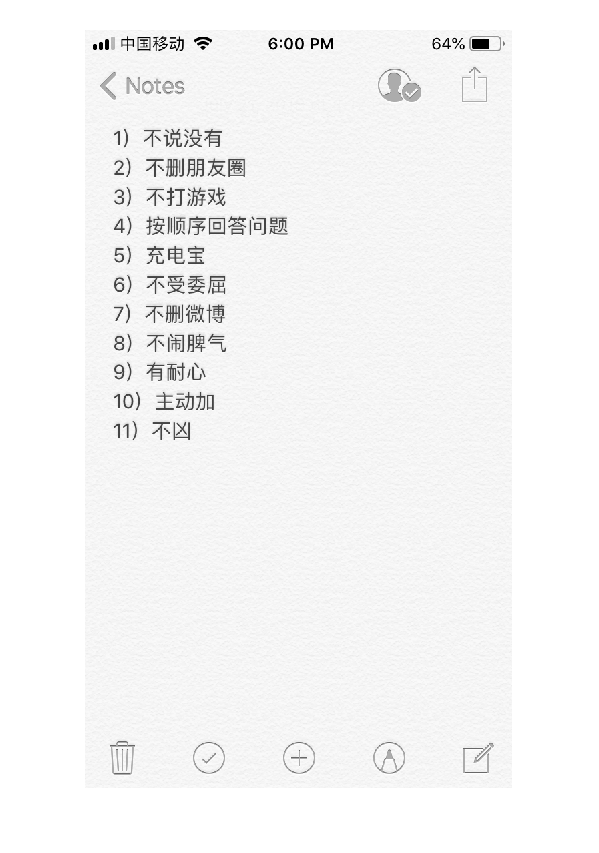 中国移动 6:00 PM 64%
Notes
1）不说没有
2）不删朋友圈
3）不打游戏
4）按顺序回答问题
5）充电宝
6）不受委屈
7）不删微博
8）不闹脾气
9）有耐心
10）主动加
11）不凶